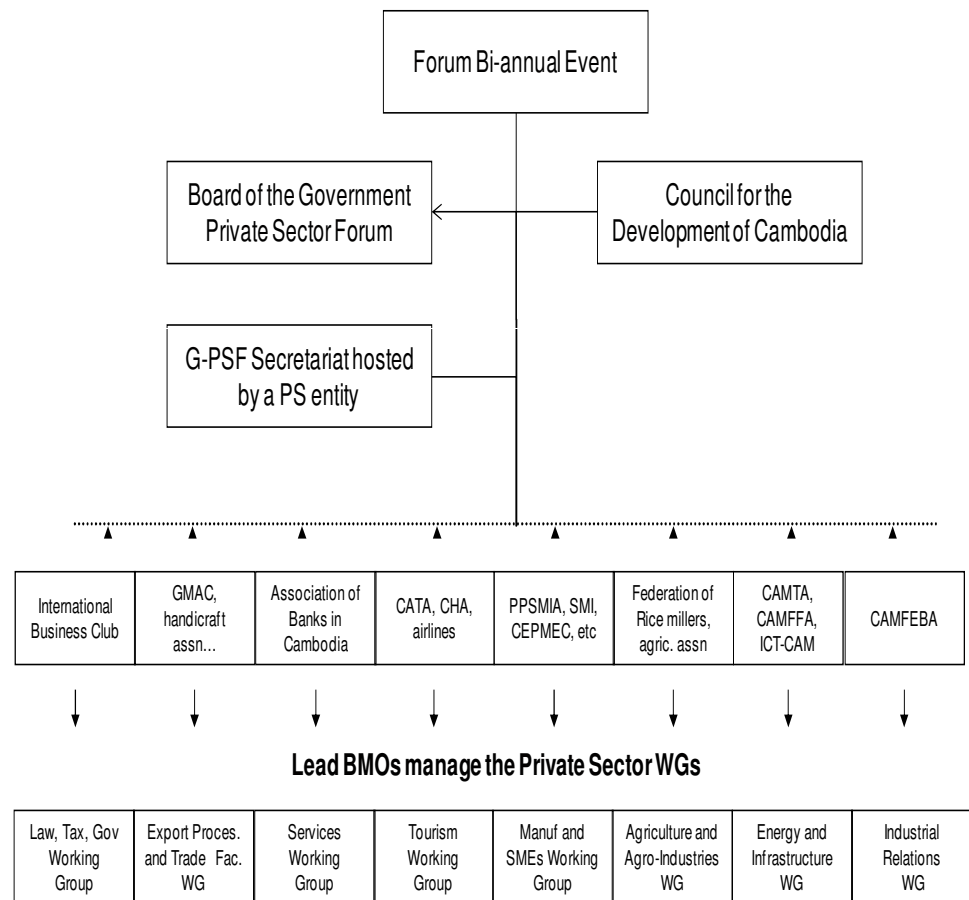 Forum Bi-annual Event
Board of the Government
Private Sector Forum
Council for the
Development of Cambodia
G-PSF Secretariat hosted
by a PS entity
International
Business Club
GMAC,
handicraft
assn...
Association of
Banks in
Cambodia
CATA, CHA,
airlines
PPSMIA, SMI,
CEPMEC, etc
Federation of
Rice millers,
agric. assn
CAMTA,
CAMFFA,
ICT-CAM
CAMFEBA
Lead BMOs manage the Private Sector WGs
Law, Tax, Gov
Working
Group
Export Proces.
and Trade Fac.
WG
Services
Working
Group
Tourism
Working
Group
Manuf and
SMEs Working
Group
Agriculture and
Agro-Industries
WG
Energy and
Infrastructure
WG
Industrial
Relations
WG